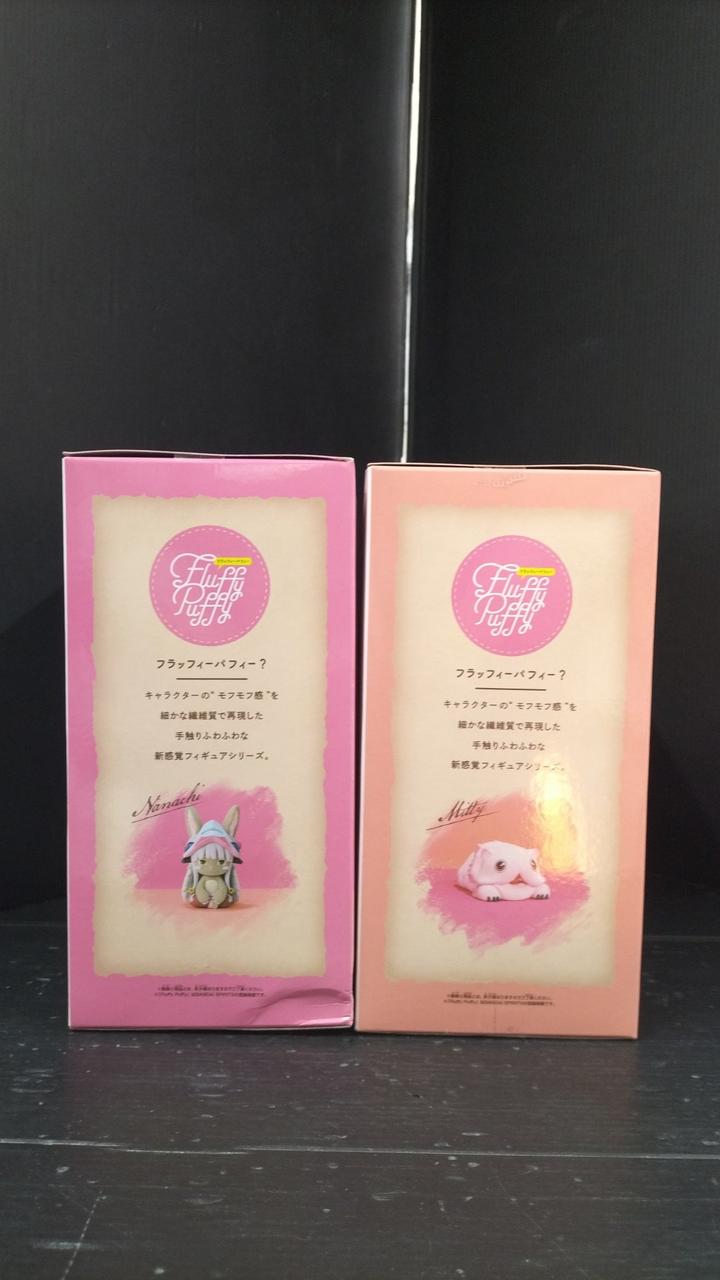 フラッフィーパフィー
Fluffy
Puffy
フラッフィーパフィー?
キャラクターの"モフモフ感"を
細かな繊維質で再現した
手触りふわふわな
新感覚フィギュアシリーズ。
Nanachi
フラッフィーパフィー
Fluffy
Puffy
フラッフィーパフィー?
キャラクターの"モフモフ感"を
細かな繊維質で再現した
手触りふわふわな
新感覚フィギュアシリーズ。
Mitty